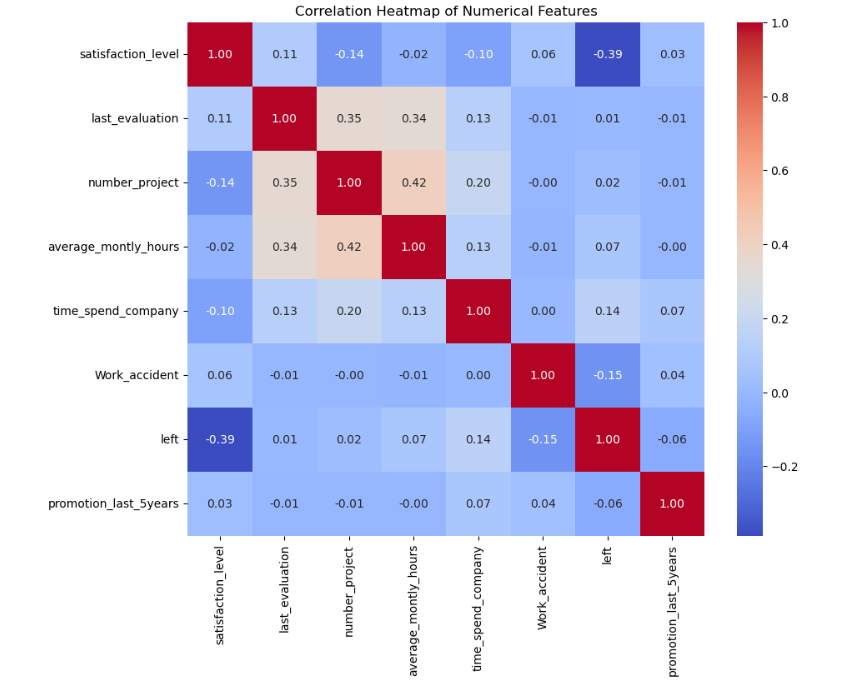 Correlation Heatmap of Numerical Features
satisfaction_level 1.00 0.11 -0.14 -0.02 -0.10 0.06 -0.39 0.03
last_evaluation 0.11 1.00 0.35 0.34 0.13 -0.01 0.01 -0.01
number_project -0.14 0.35 1.00 0.42 0.20 -0.00 0.02 -0.01
average_montly_hours -0.02 0.34 0.42 1.00 0.13 -0.01 0.07 -0.00
time_spend_company -0.10 0.13 0.20 0.13 1.00 0.00 0.14 0.07
Work_accident 0.06 -0.01 -0.00 -0.01 0.00 1.00 -0.15 0.04
left -0.39 0.01 0.02 0.07 0.14 -0.15 1.00 -0.06
promotion_last_5years 0.03 -0.01 -0.01 -0.00 0.07 0.04 -0.06 1.00
satisfaction_level
last_evaluation
number_project
average_montly_hours
time_spend_company
Work_accident
left
promotion_last_5years
1.0
0.8
0.6
0.4
0.2
0.0
−0.2